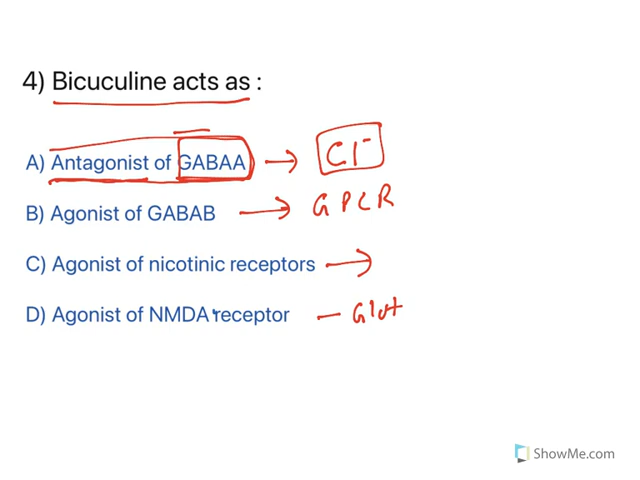 4) Bicuculine acts as :
A) Antagonist of GABAA → Cl⁻
B) Agonist of GABAB → GPCR
C) Agonist of nicotinic receptors →
D) Agonist of NMDA receptor — Glut
ShowMe.com